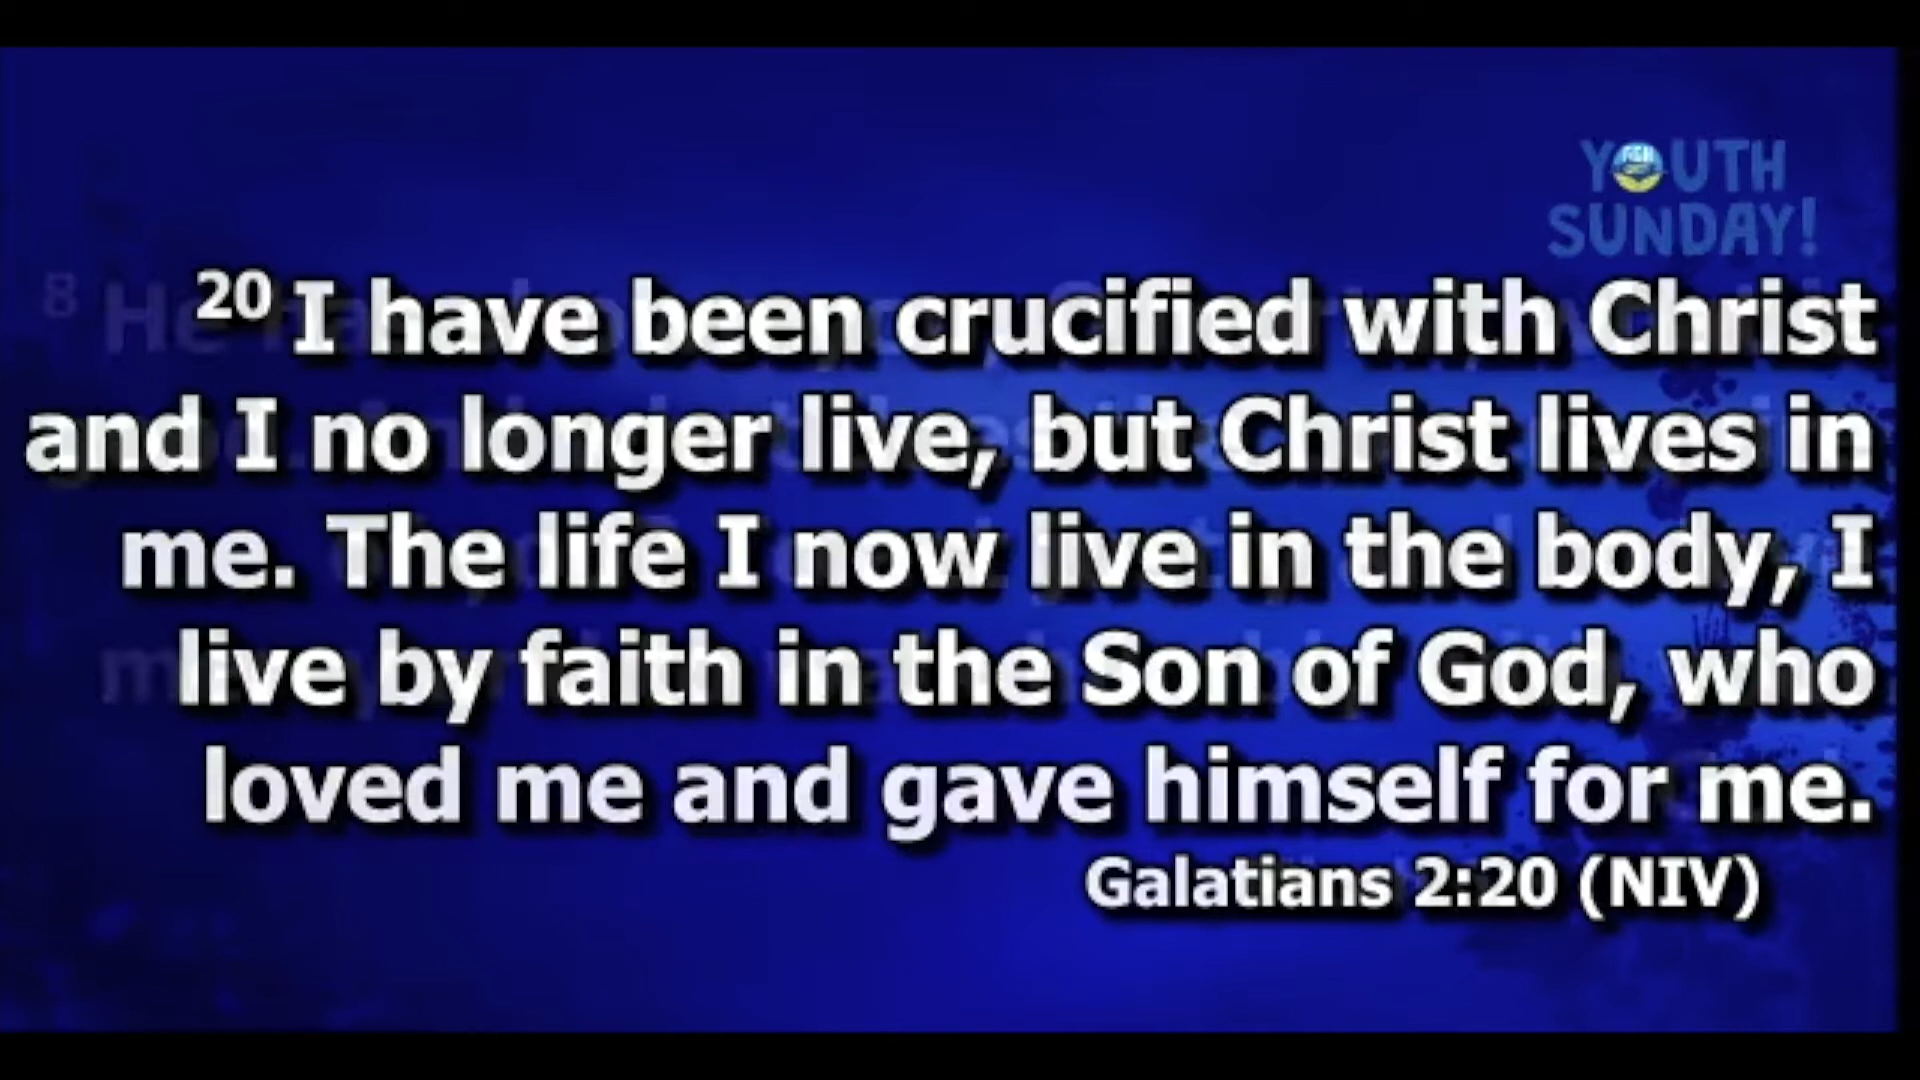 YOUTH
SUNDAY!
20 I have been crucified with Christ
and I no longer live, but Christ lives in
me. The life I now live in the body, I
live by faith in the Son of God, who
loved me and gave himself for me.
Galatians 2:20 (NIV)